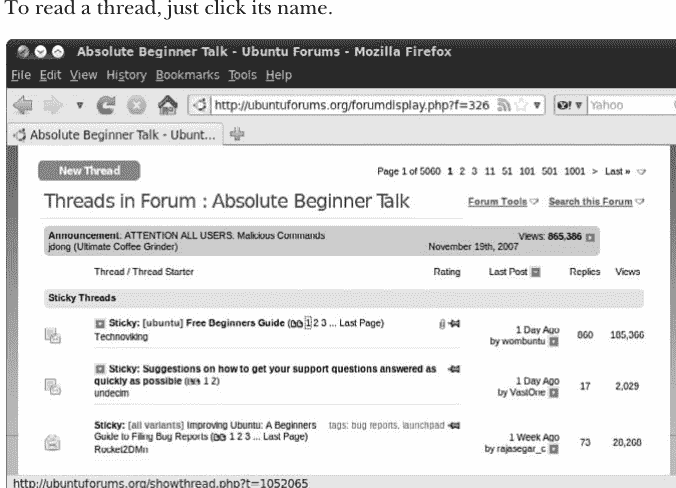 To read a thread, just click its name.
Absolute Beginner Talk - Ubuntu Forums - Mozilla Firefox
File Edit View History Bookmarks Tools Help
http://ubuntuforums.org/forumdisplay.php?f=326 Yahoo
Absolute Beginner Talk - Ubunt...
New Thread Page 1 of 5060 1 2 3 11 51 101 501 1001 > Last »
Threads in Forum : Absolute Beginner Talk Forum Tools Search this Forum
Announcement: ATTENTION ALL USERS. Malicious Commands Views: 865,386
jdong (Ultimate Coffee Grinder) November 19th, 2007
Thread / Thread Starter Rating Last Post Replies Views
Sticky Threads
Sticky: [ubuntu] Free Beginners Guide ( 1 2 3 ... Last Page)
Technoviking
1 Day Ago
by wombuntu 860 185,366
Sticky: Suggestions on how to get your support questions answered as
quickly as possible ( 1 2)
undecim
1 Day Ago
by VastOne 17 2,029
Sticky: [all variants] Improving Ubuntu: A Beginners tags: bug reports, launchpad
Guide to Filing Bug Reports ( 1 2 3 ... Last Page)
Rocket2DMn
1 Week Ago
by rajasegar_c 73 28,268
http://ubuntuforums.org/showthread.php?t=1052065